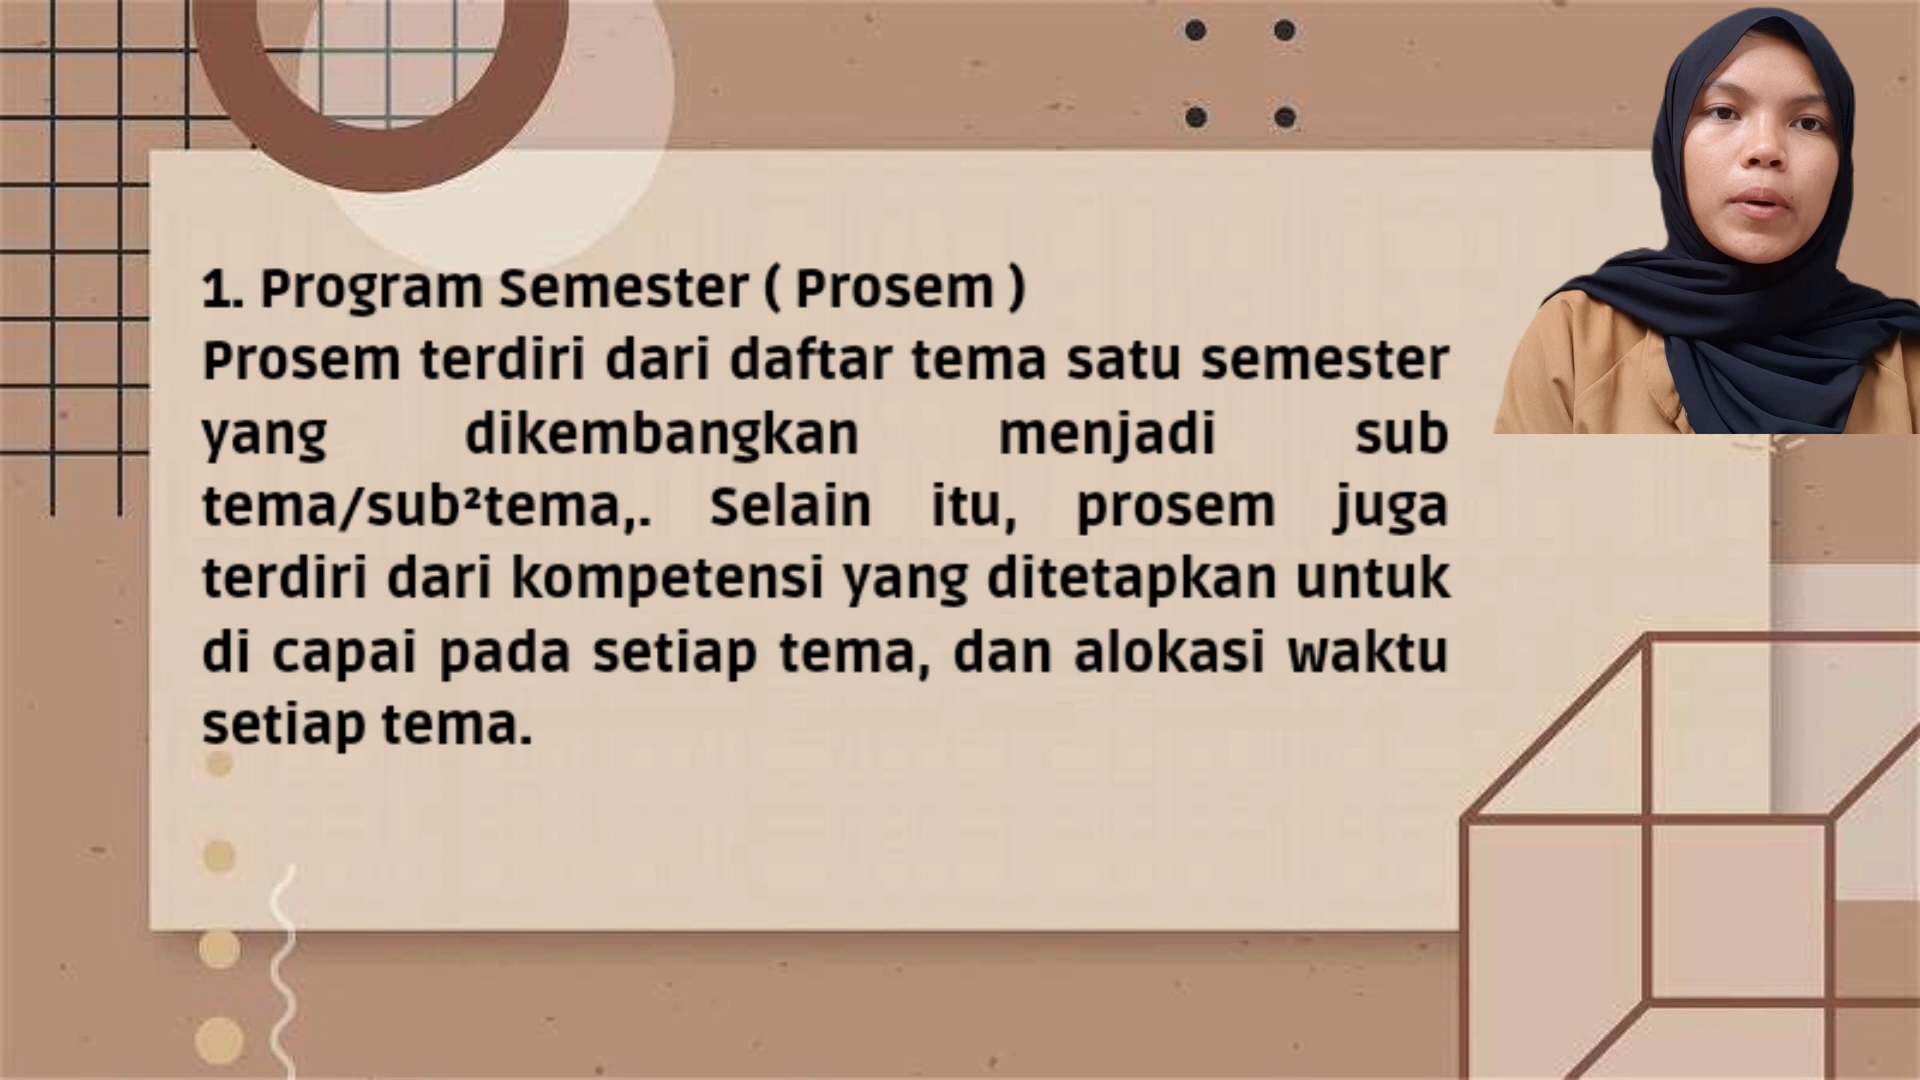 1. Program Semester ( Prosem )
Prosem terdiri dari daftar tema satu semester
yang dikembangkan menjadi sub
tema/sub²tema,. Selain itu, prosem juga
terdiri dari kompetensi yang ditetapkan untuk
di capai pada setiap tema, dan alokasi waktu
setiap tema.